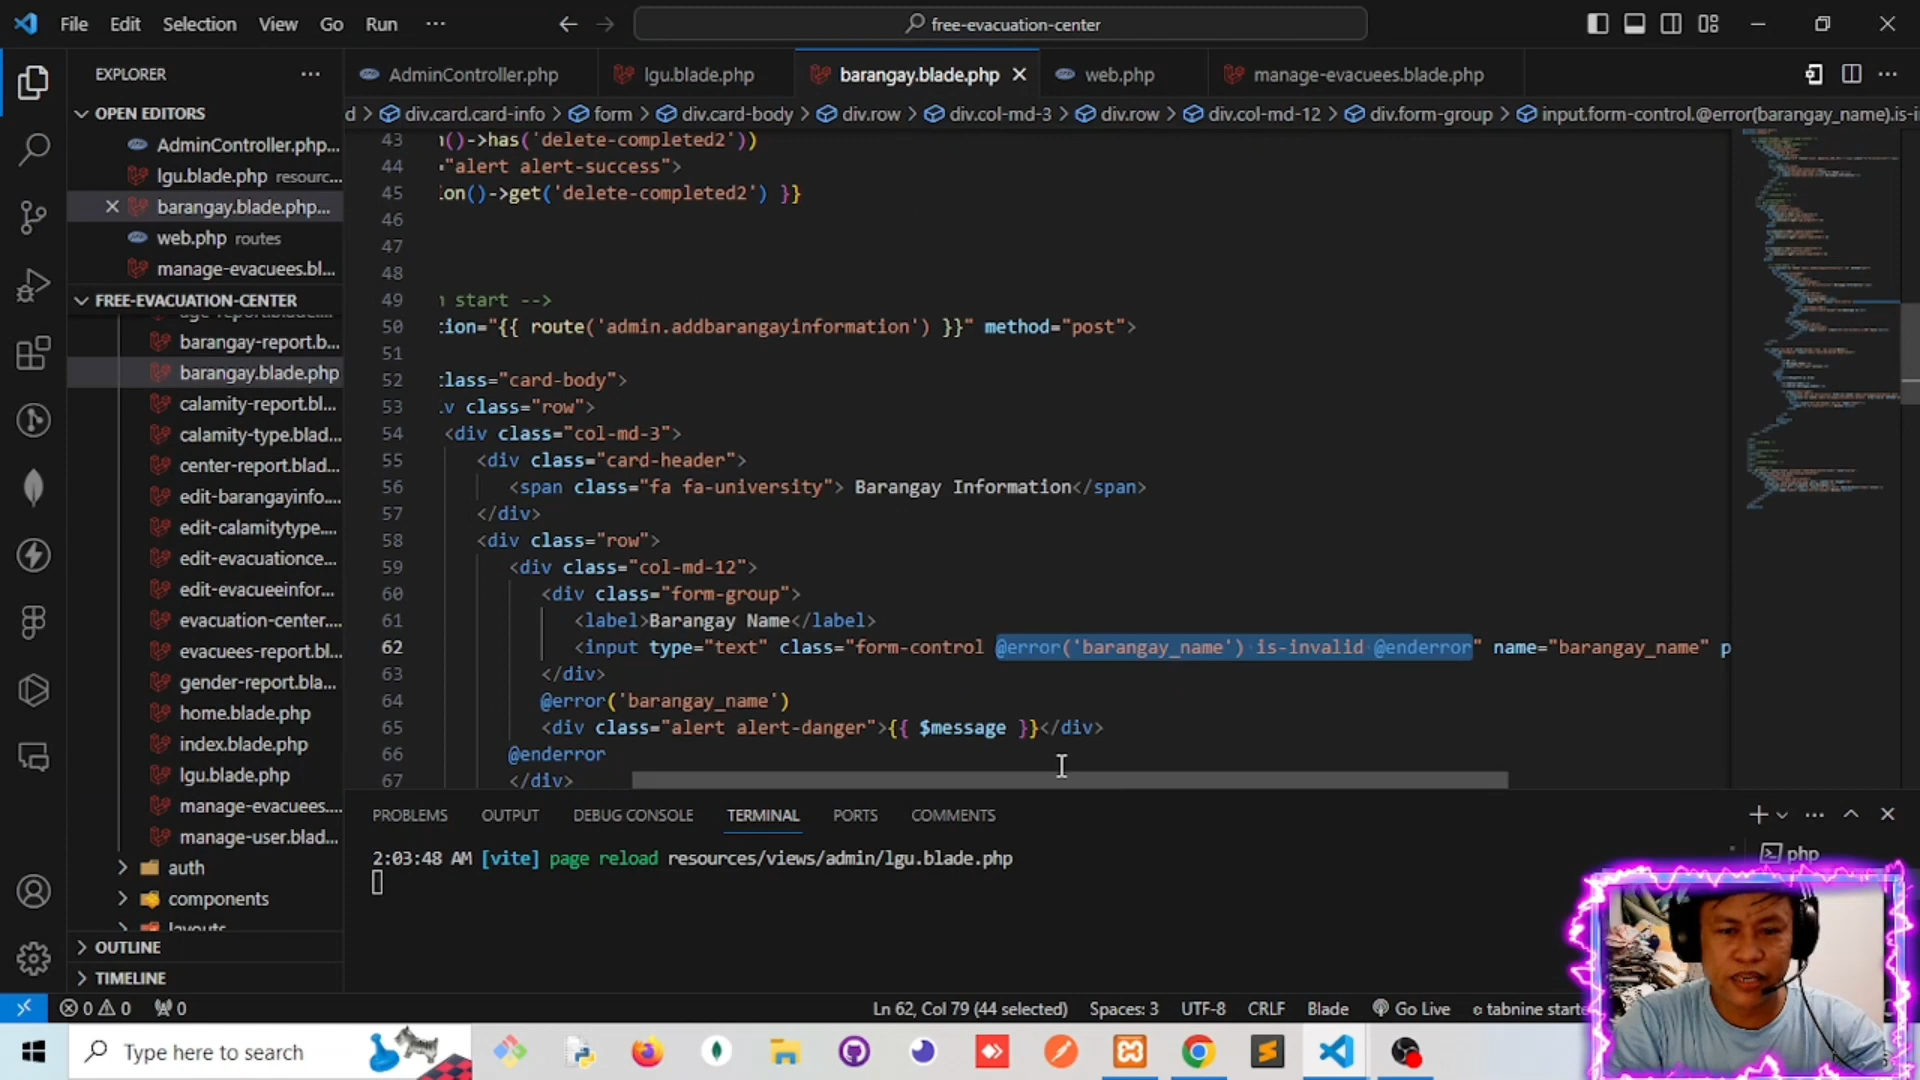 File Edit Selection View Go Run ···
free-evacuation-center
EXPLORER
AdminController.php lgu.blade.php barangay.blade.php web.php manage-evacuees.blade.php
OPEN EDITORS
d > div.card.card-info > form > div.card-body > div.row > div.col-md-3 > div.row > div.col-md-12 > div.form-group > input.form-control.@error(barangay_name).is-i
AdminController.php...
lgu.blade.php resourc...
barangay.blade.php...
web.php routes
manage-evacuees.bl...
FREE-EVACUATION-CENTER
barangay-report.b...
barangay.blade.php
calamity-report.bl...
calamity-type.blad...
center-report.blad...
edit-barangayinfo....
edit-calamitytype....
edit-evacuationce...
edit-evacueeinfor...
evacuation-center....
evacuees-report.bl...
gender-report.bla...
home.blade.php
index.blade.php
lgu.blade.php
manage-evacuees....
manage-user.blad...
auth
components
layouts
OUTLINE
TIMELINE
43 )->has('delete-completed2'))
44 "alert alert-success">
45 ion()->get('delete-completed2') }}
46
47
48
49 start -->
50 tion="{{ route('admin.addbarangayinformation') }}" method="post">
51
52 lass="card-body">
53 v class="row">
54 <div class="col-md-3">
55 <div class="card-header">
56 <span class="fa fa-university"> Barangay Information</span>
57 </div>
58 <div class="row">
59 <div class="col-md-12">
60 <div class="form-group">
61 <label>Barangay Name</label>
62 <input type="text" class="form-control @error('barangay_name') is-invalid @enderror" name="barangay_name" p
63 </div>
64 @error('barangay_name')
65 <div class="alert alert-danger">{{ $message }}</div>
66 @enderror
67 </div>
PROBLEMS OUTPUT DEBUG CONSOLE TERMINAL PORTS COMMENTS
2:03:48 AM [vite] page reload resources/views/admin/lgu.blade.php
php
0 0 0 Ln 62, Col 79 (44 selected) Spaces: 3 UTF-8 CRLF Blade Go Live tabnine starte
Type here to search